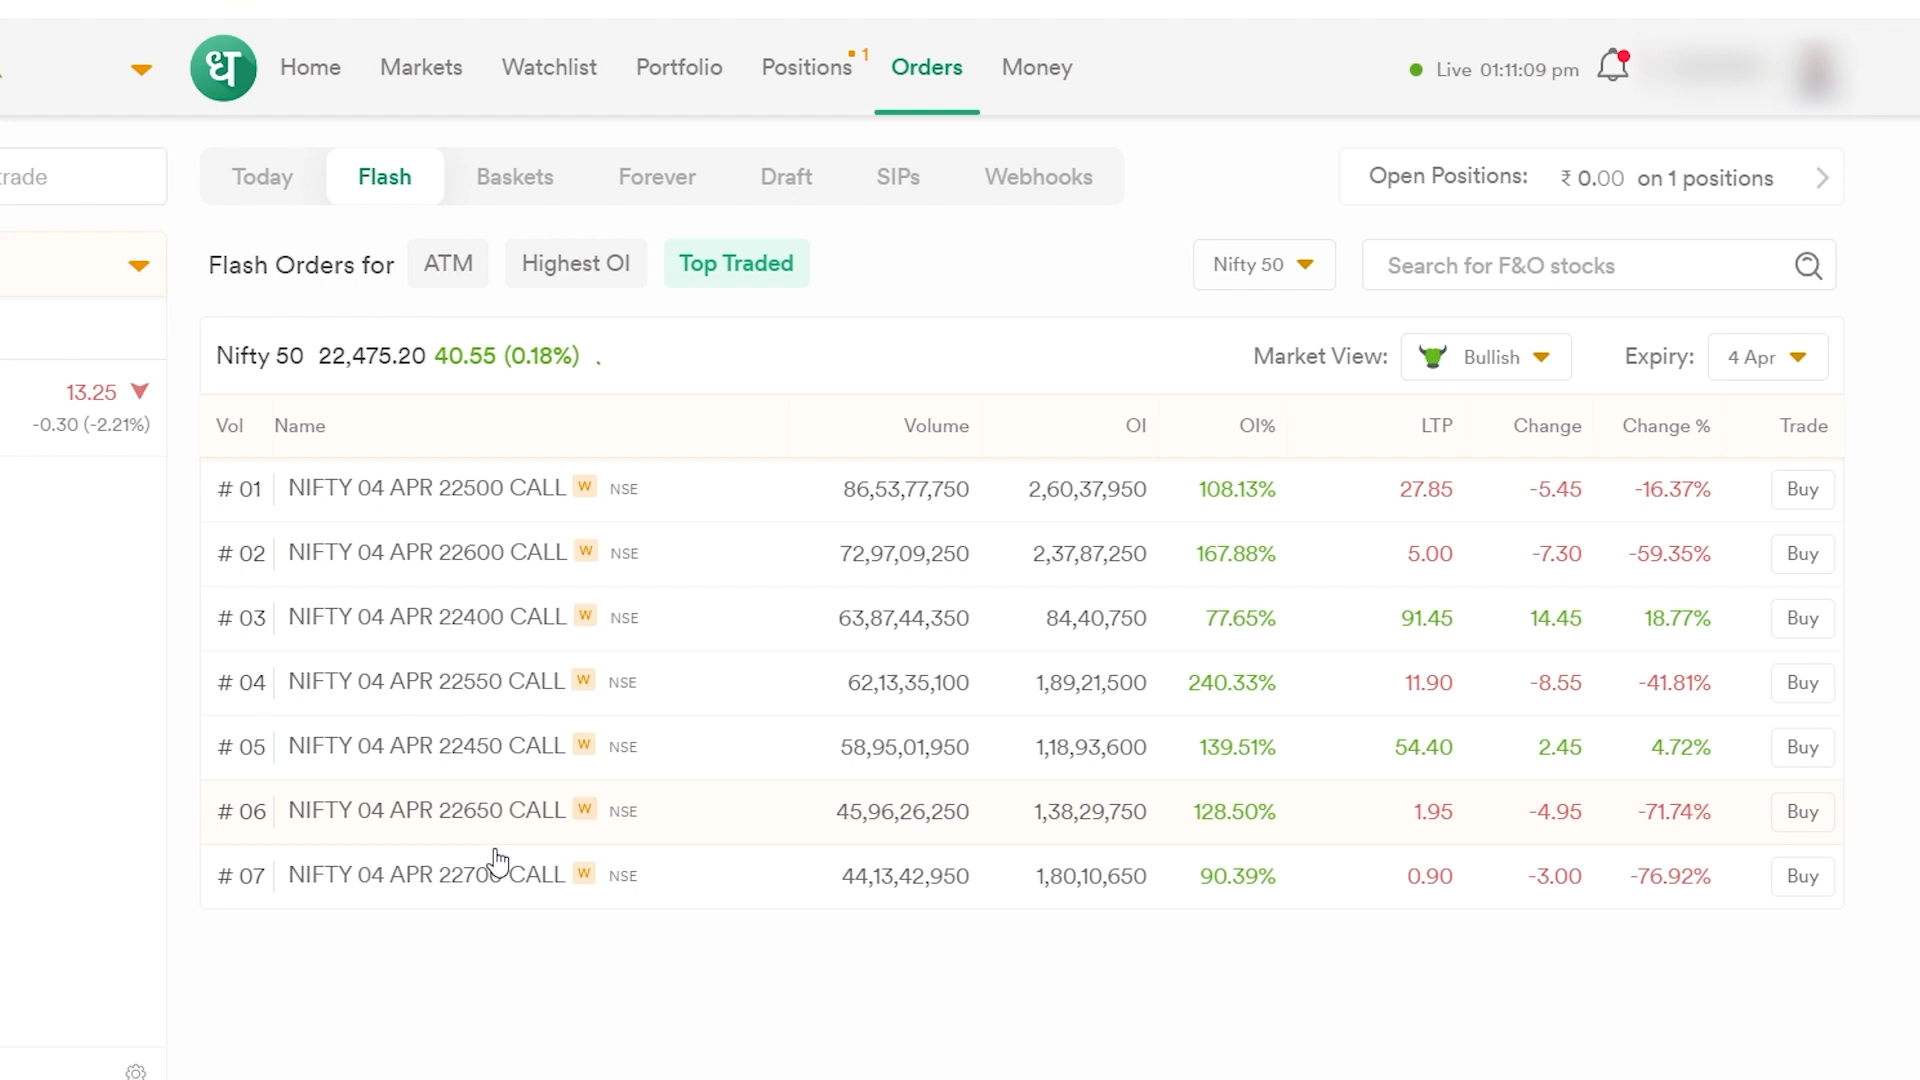 ध
Home Markets Watchlist Portfolio Positions 1 Orders Money
Live 01:11:09 pm
Today Flash Baskets Forever Draft SIPs Webhooks
Open Positions: ₹ 0.00 on 1 positions
Flash Orders for ATM Highest OI Top Traded
Nifty 50
Search for F&O stocks
Nifty 50 22,475.20 40.55 (0.18%) .
Market View: Bullish Expiry: 4 Apr
13.25
-0.30 (-2.21%)
Vol Name Volume OI OI% LTP Change Change % Trade
# 01 NIFTY 04 APR 22500 CALL W NSE 86,53,77,750 2,60,37,950 108.13% 27.85 -5.45 -16.37% Buy
# 02 NIFTY 04 APR 22600 CALL W NSE 72,97,09,250 2,37,87,250 167.88% 5.00 -7.30 -59.35% Buy
# 03 NIFTY 04 APR 22400 CALL W NSE 63,87,44,350 84,40,750 77.65% 91.45 14.45 18.77% Buy
# 04 NIFTY 04 APR 22550 CALL W NSE 62,13,35,100 1,89,21,500 240.33% 11.90 -8.55 -41.81% Buy
# 05 NIFTY 04 APR 22450 CALL W NSE 58,95,01,950 1,18,93,600 139.51% 54.40 2.45 4.72% Buy
# 06 NIFTY 04 APR 22650 CALL W NSE 45,96,26,250 1,38,29,750 128.50% 1.95 -4.95 -71.74% Buy
# 07 NIFTY 04 APR 22700 CALL W NSE 44,13,42,950 1,80,10,650 90.39% 0.90 -3.00 -76.92% Buy